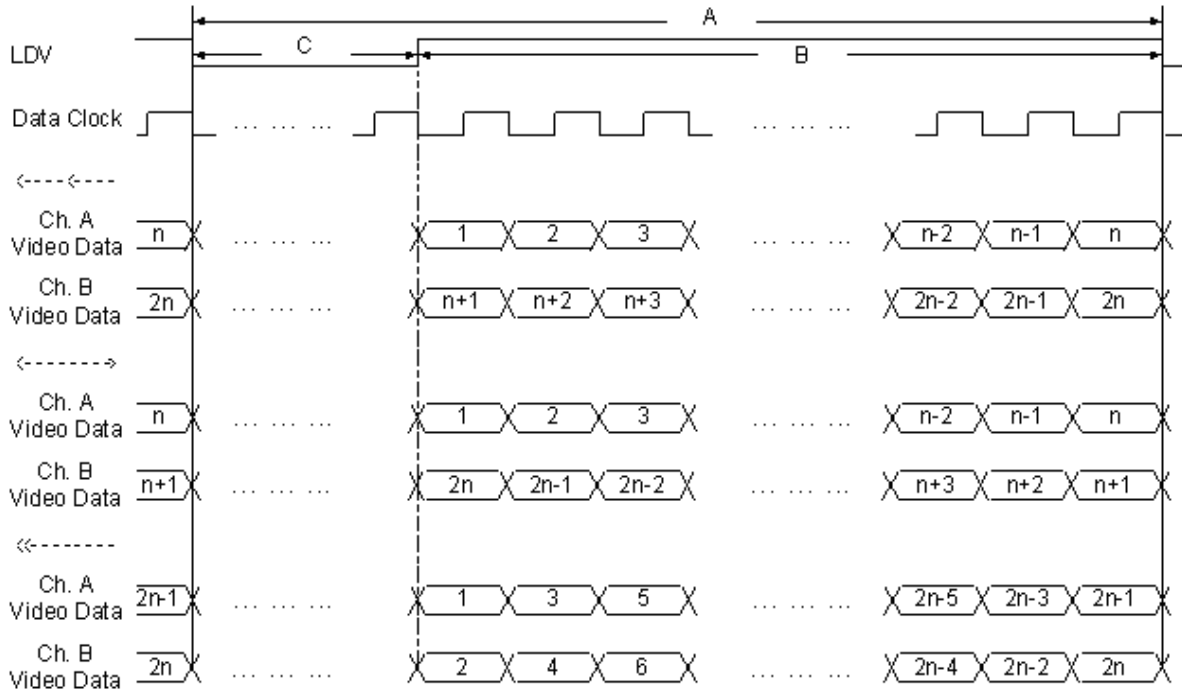 A
LDV
C
B
Data Clock
... ... ...
... ... ...
<----<----
Ch. A
Video Data
n
... ... ...
1
2
3
... ... ...
n-2
n-1
n
Ch. B
Video Data
2n
... ... ...
n+1
n+2
n+3
... ... ...
2n-2
2n-1
2n
<-------->
Ch. A
Video Data
n
... ... ...
1
2
3
... ... ...
n-2
n-1
n
Ch. B
Video Data
n+1
... ... ...
2n
2n-1
2n-2
... ... ...
n+3
n+2
n+1
<<--------
Ch. A
Video Data
2n-1
... ... ...
1
3
5
... ... ...
2n-5
2n-3
2n-1
Ch. B
Video Data
2n
... ... ...
2
4
6
... ... ...
2n-4
2n-2
2n